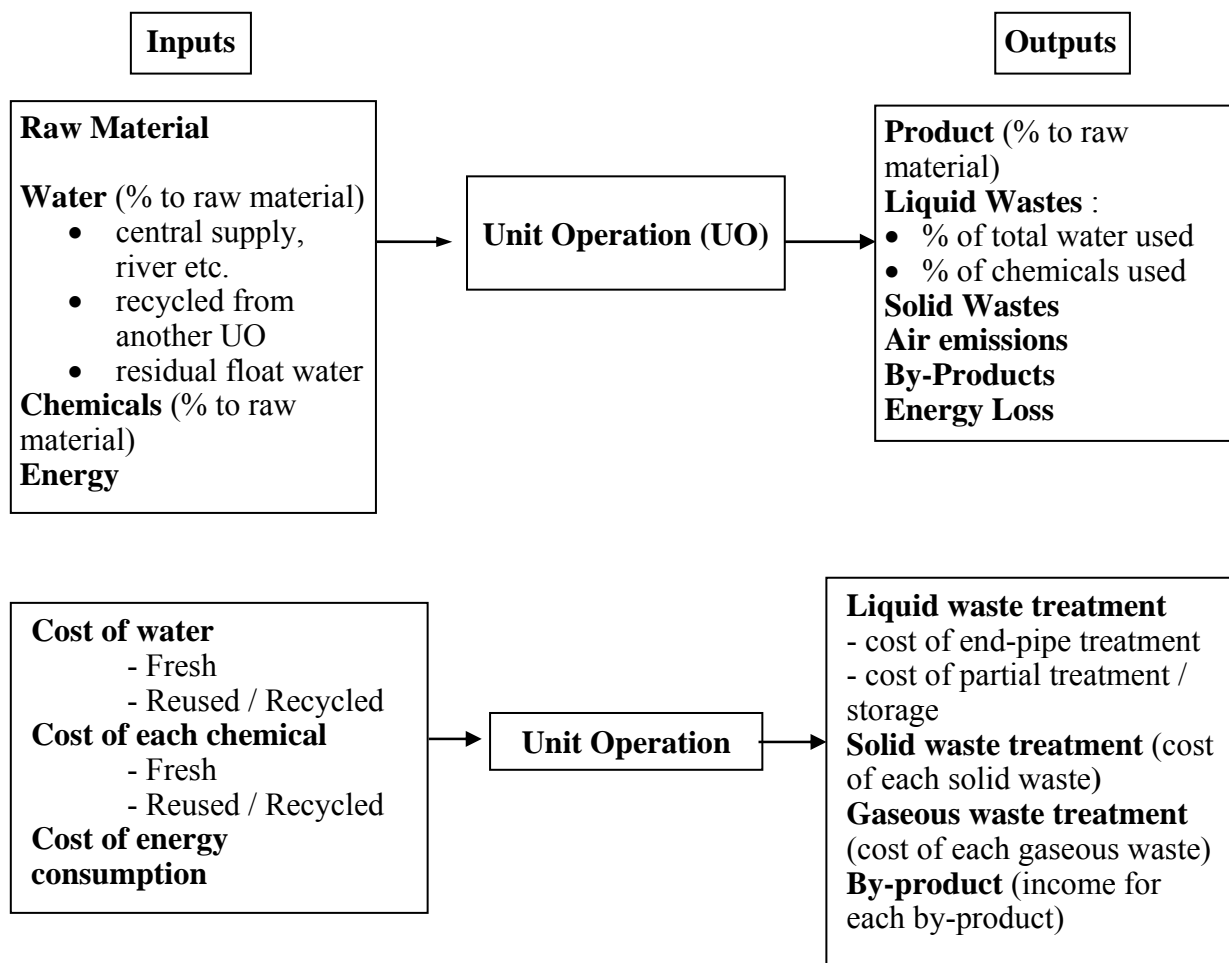 Inputs
Outputs
Raw Material
Water (% to raw material)
• central supply,
river etc.
• recycled from
another UO
• residual float water
Chemicals (% to raw
material)
Energy
Unit Operation (UO)
Product (% to raw
material)
Liquid Wastes :
• % of total water used
• % of chemicals used
Solid Wastes
Air emissions
By-Products
Energy Loss
Cost of water
- Fresh
- Reused / Recycled
Cost of each chemical
- Fresh
- Reused / Recycled
Cost of energy
consumption
Unit Operation
Liquid waste treatment
- cost of end-pipe treatment
- cost of partial treatment /
storage
Solid waste treatment (cost
of each solid waste)
Gaseous waste treatment
(cost of each gaseous waste)
By-product (income for
each by-product)